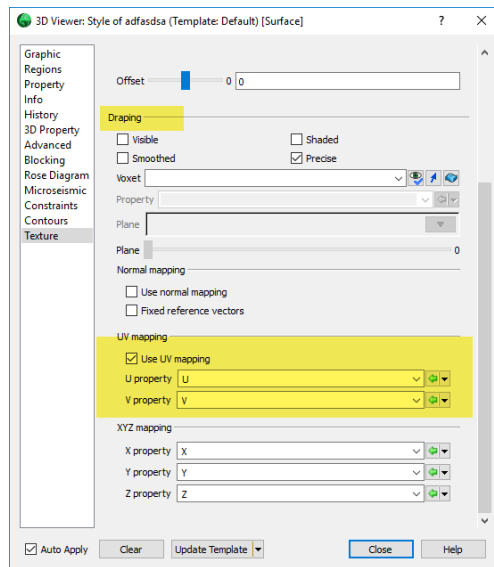 3D Viewer: Style of adfasdsa (Template: Default) [Surface] ? X
Graphic
Regions
Property
Info
History
3D Property
Advanced
Blocking
Rose Diagram
Microseismic
Constraints
Contours
Texture
Offset 0 0
Draping
Visible Shaded
Smoothed Precise
Voxet
Property
Plane
Plane 0
Normal mapping
Use normal mapping
Fixed reference vectors
UV mapping
Use UV mapping
U property U
V property V
XYZ mapping
X property X
Y property Y
Z property Z
Auto Apply Clear Update Template Close Help